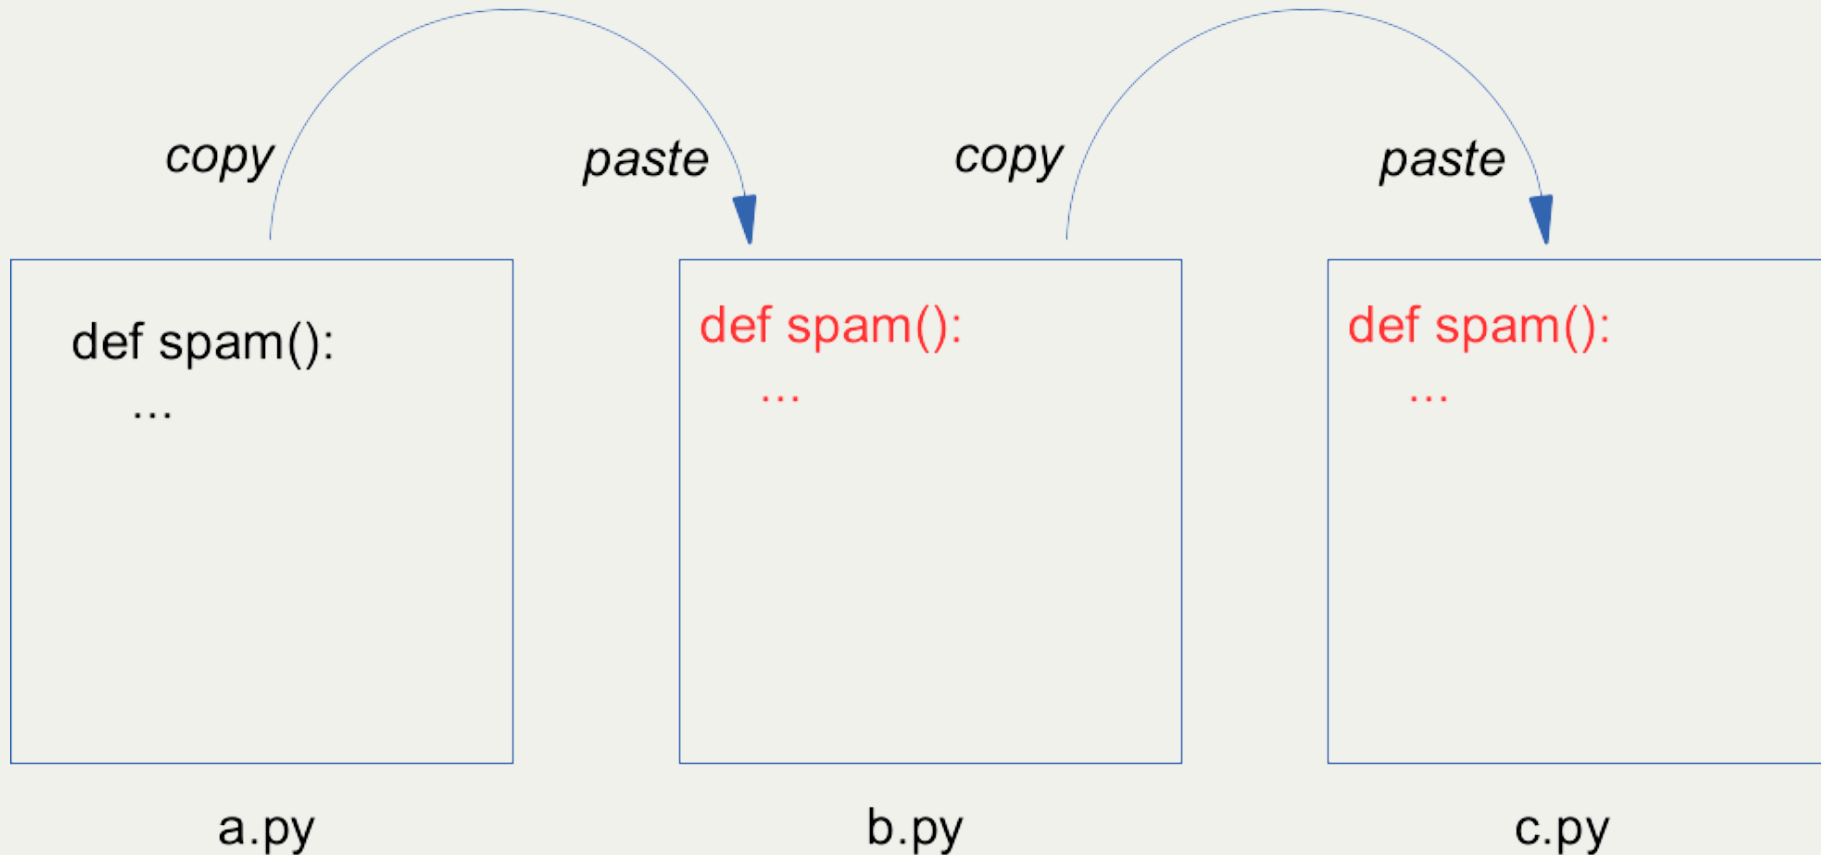 copy
paste
copy
paste
def spam():
...
def spam():
...
def spam():
...
a.py
b.py
c.py